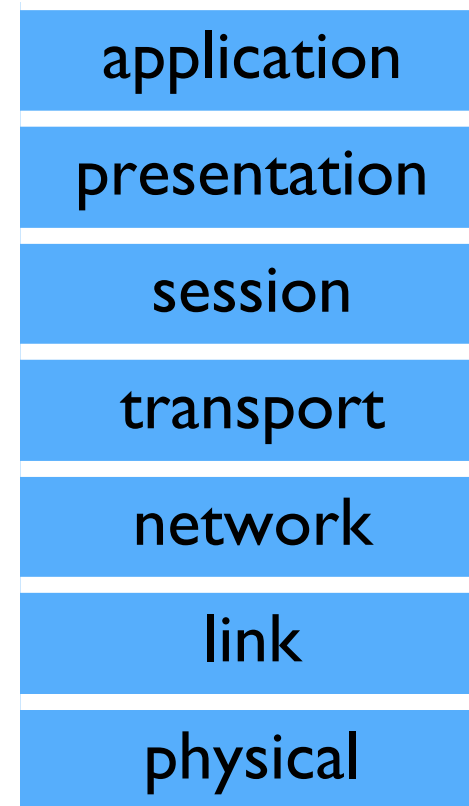 application
presentation
session
transport
network
link
physical